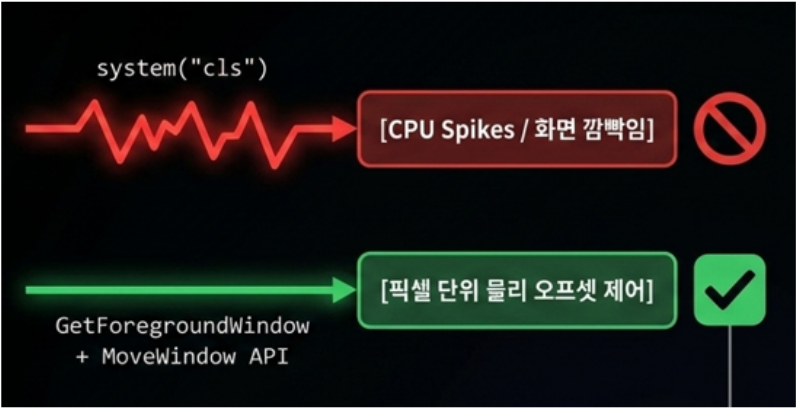 system("cls")
[CPU Spikes / 화면 깜빡임]
[픽셀 단위 믈리 오프셋 제어]
GetForegroundWindow
+ MoveWindow API